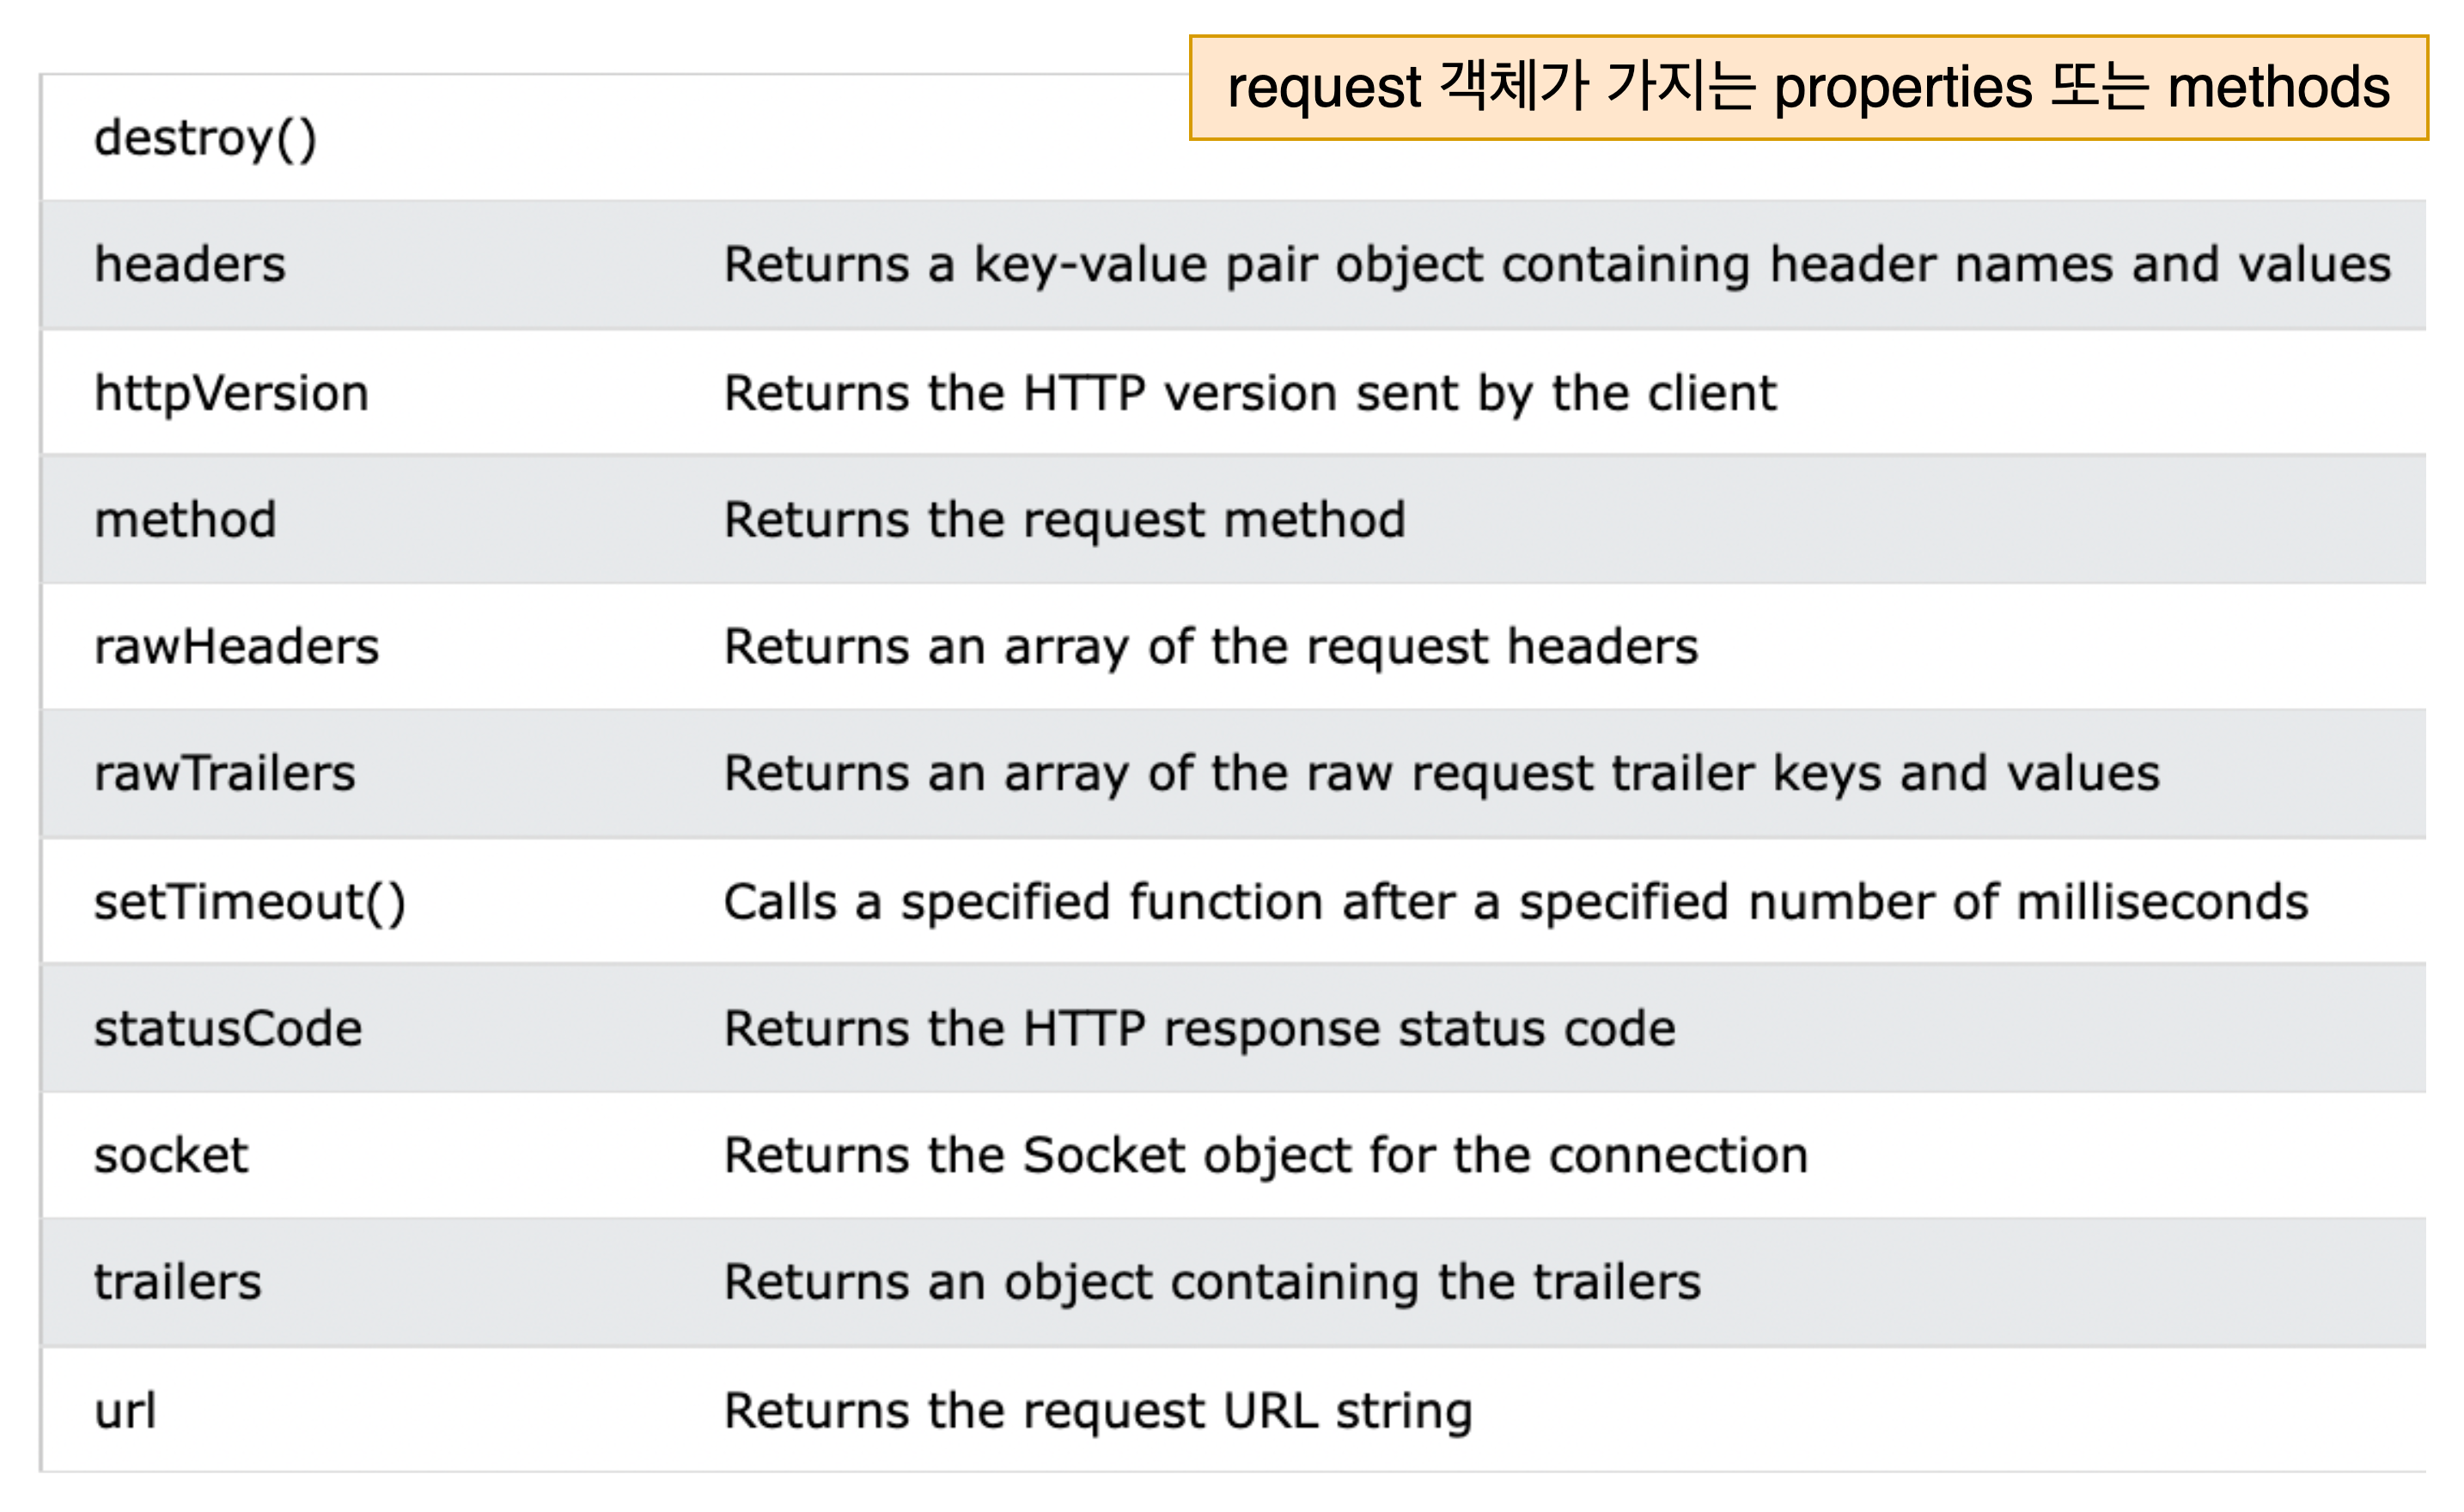 request 객체가 가지는 properties 또는 methods
destroy()
headers Returns a key-value pair object containing header names and values
httpVersion Returns the HTTP version sent by the client
method Returns the request method
rawHeaders Returns an array of the request headers
rawTrailers Returns an array of the raw request trailer keys and values
setTimeout() Calls a specified function after a specified number of milliseconds
statusCode Returns the HTTP response status code
socket Returns the Socket object for the connection
trailers Returns an object containing the trailers
url Returns the request URL string